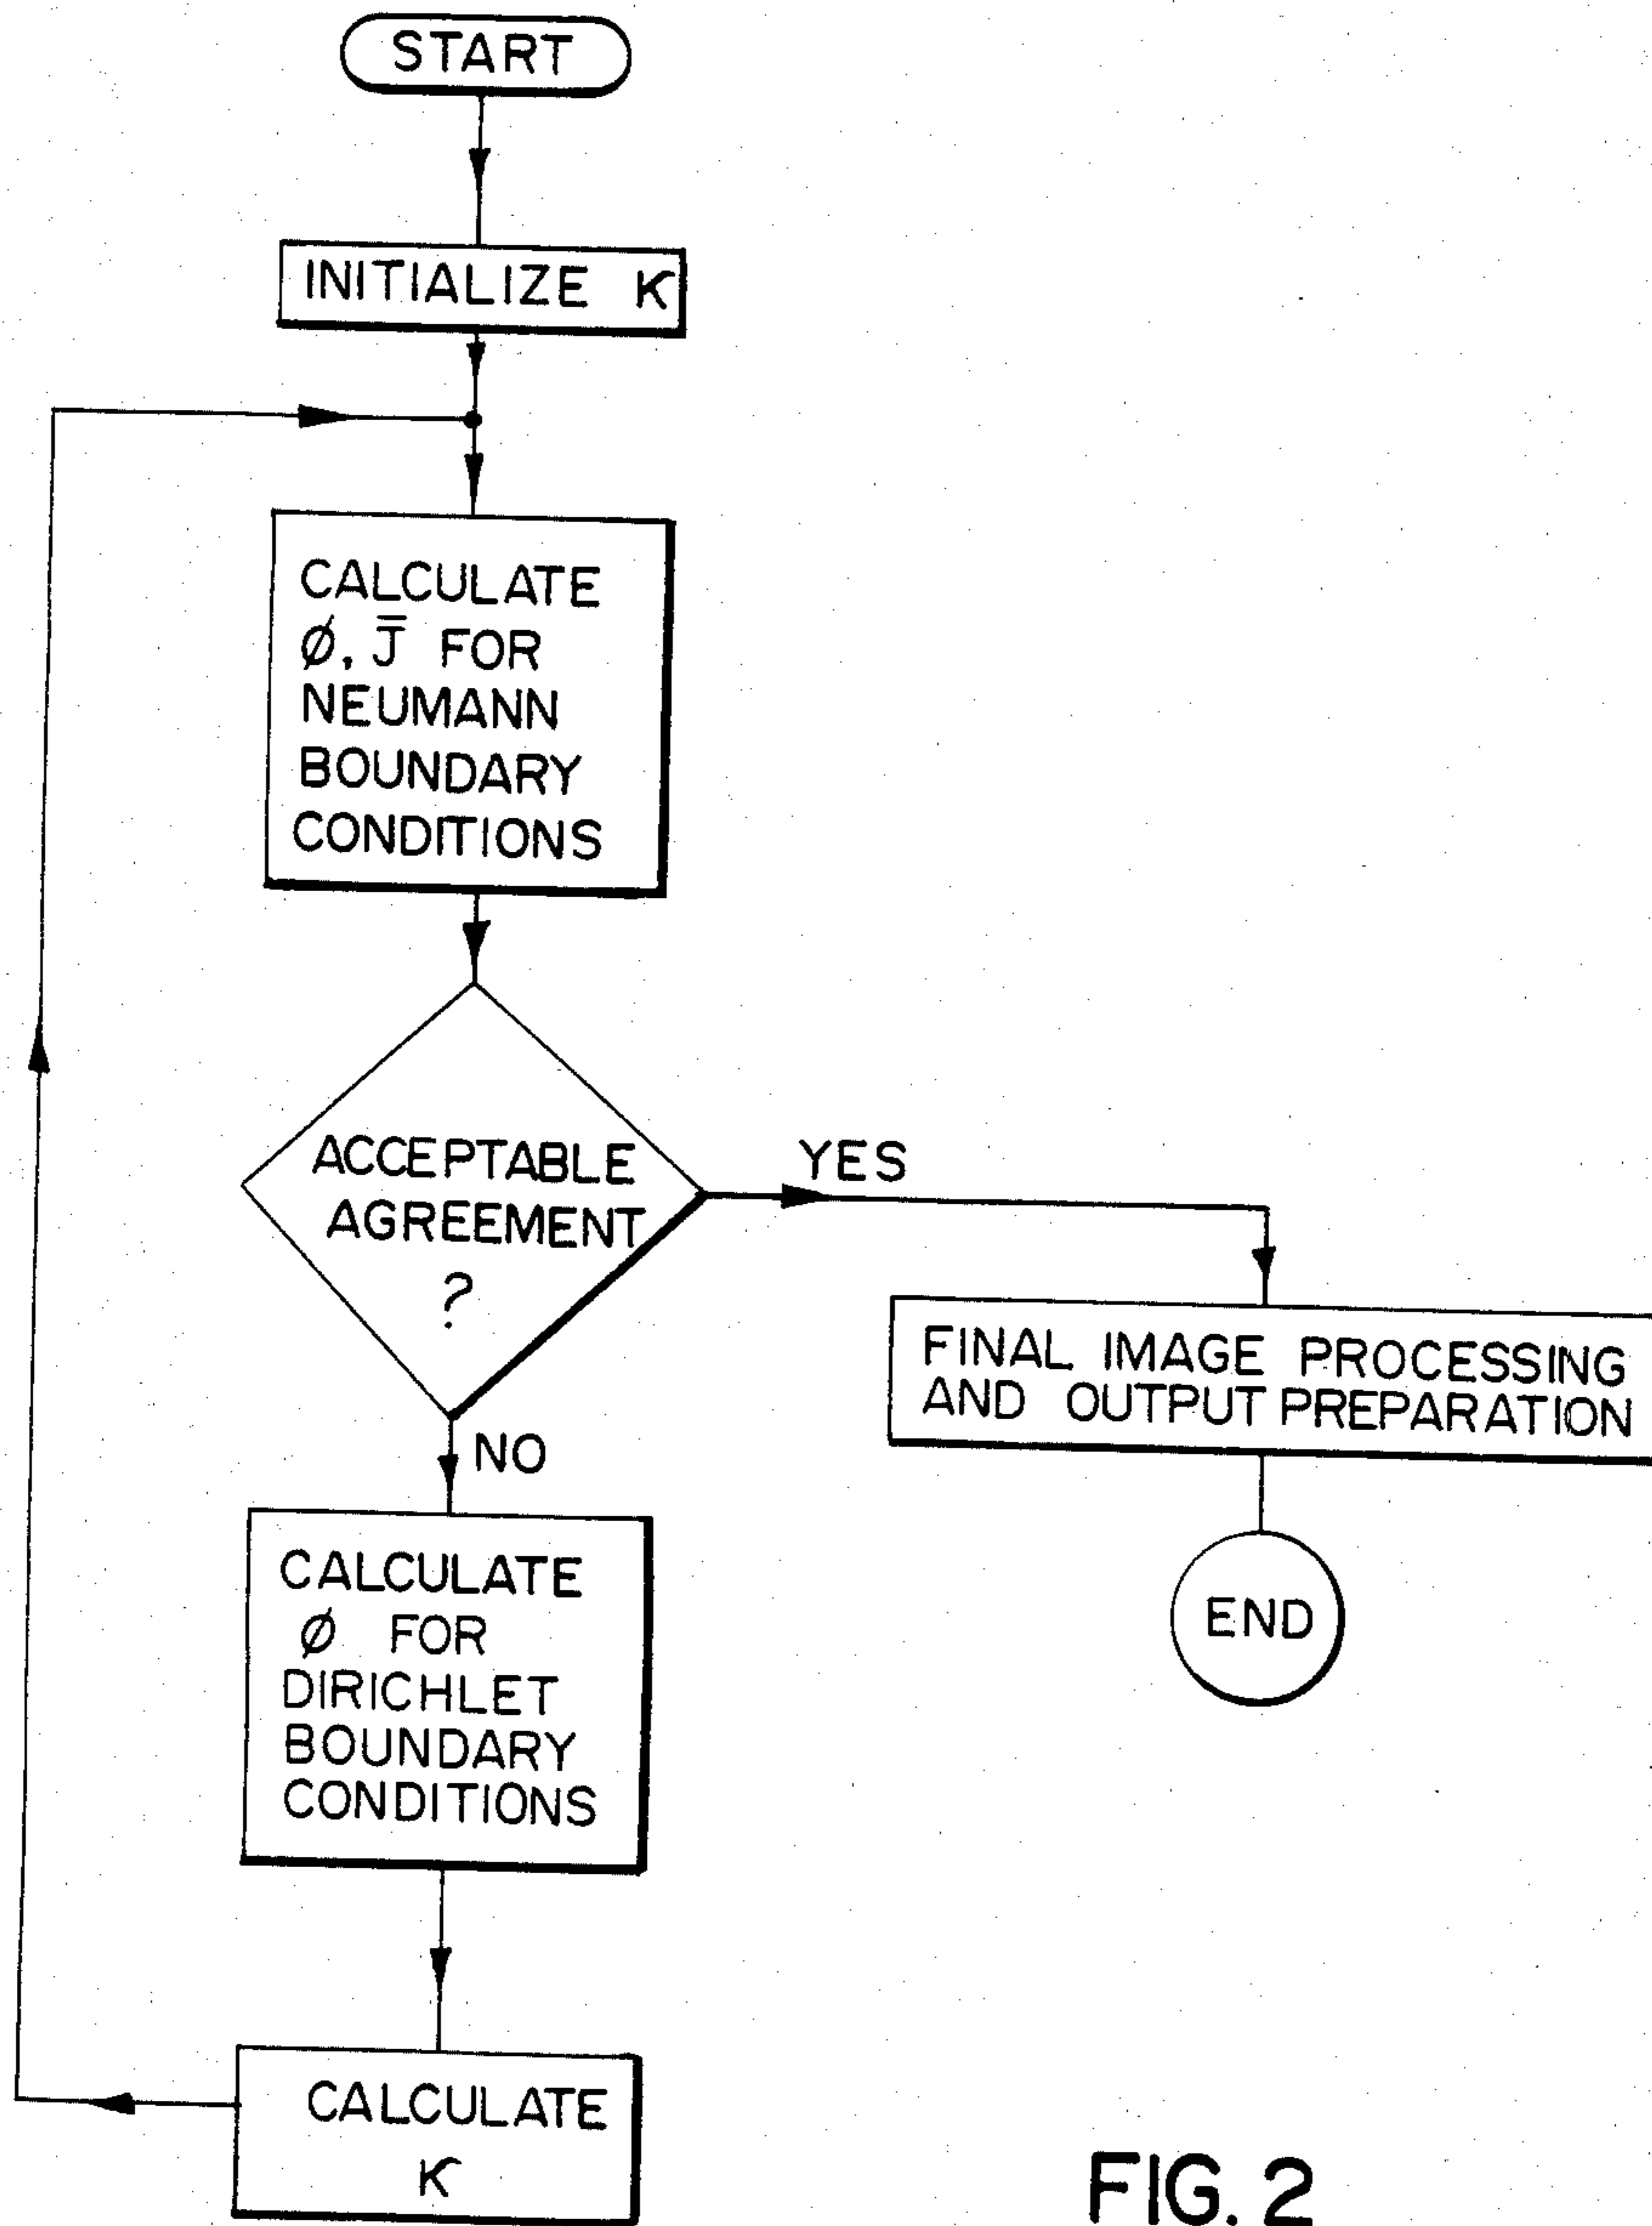 START
INITIALIZE κ
CALCULATE
ø, J̅ FOR
NEUMANN
BOUNDARY
CONDITIONS
ACCEPTABLE
AGREEMENT
?
YES
FINAL IMAGE PROCESSING
AND OUTPUT PREPARATION
END
NO
CALCULATE
ø FOR
DIRICHLET
BOUNDARY
CONDITIONS
CALCULATE
κ
FIG. 2